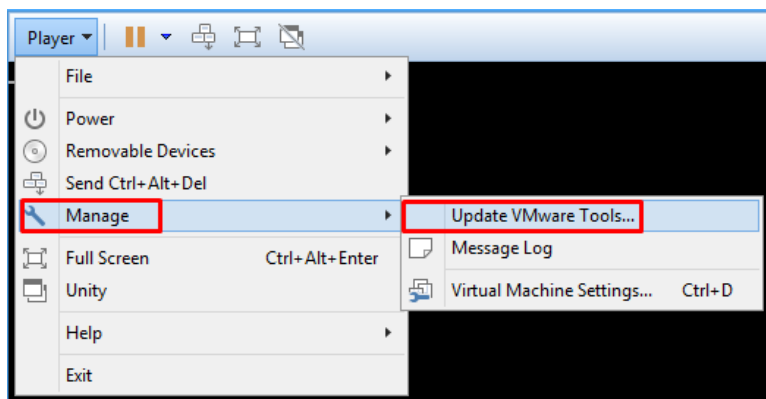 Player
File
Power
Removable Devices
Send Ctrl+Alt+Del
Manage
Update VMware Tools...
Message Log
Full Screen Ctrl+Alt+Enter
Unity
Virtual Machine Settings... Ctrl+D
Help
Exit